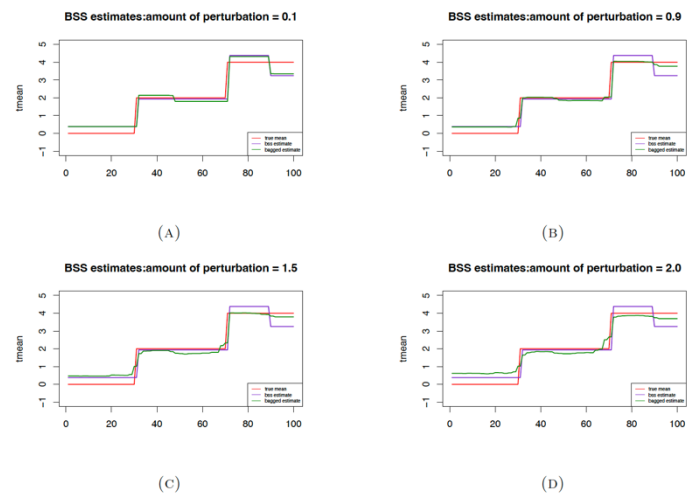 BSS estimates:amount of perturbation = 0.1
tmean
5
4
3
2
1
0
−1
0 20 40 60 80 100
true mean
bss estimate
bagged estimate
(A)
BSS estimates:amount of perturbation = 0.9
tmean
5
4
3
2
1
0
−1
0 20 40 60 80 100
true mean
bss estimate
bagged estimate
(B)
BSS estimates:amount of perturbation = 1.5
tmean
5
4
3
2
1
0
−1
0 20 40 60 80 100
true mean
bss estimate
bagged estimate
(C)
BSS estimates:amount of perturbation = 2.0
tmean
5
4
3
2
1
0
−1
0 20 40 60 80 100
true mean
bss estimate
bagged estimate
(D)